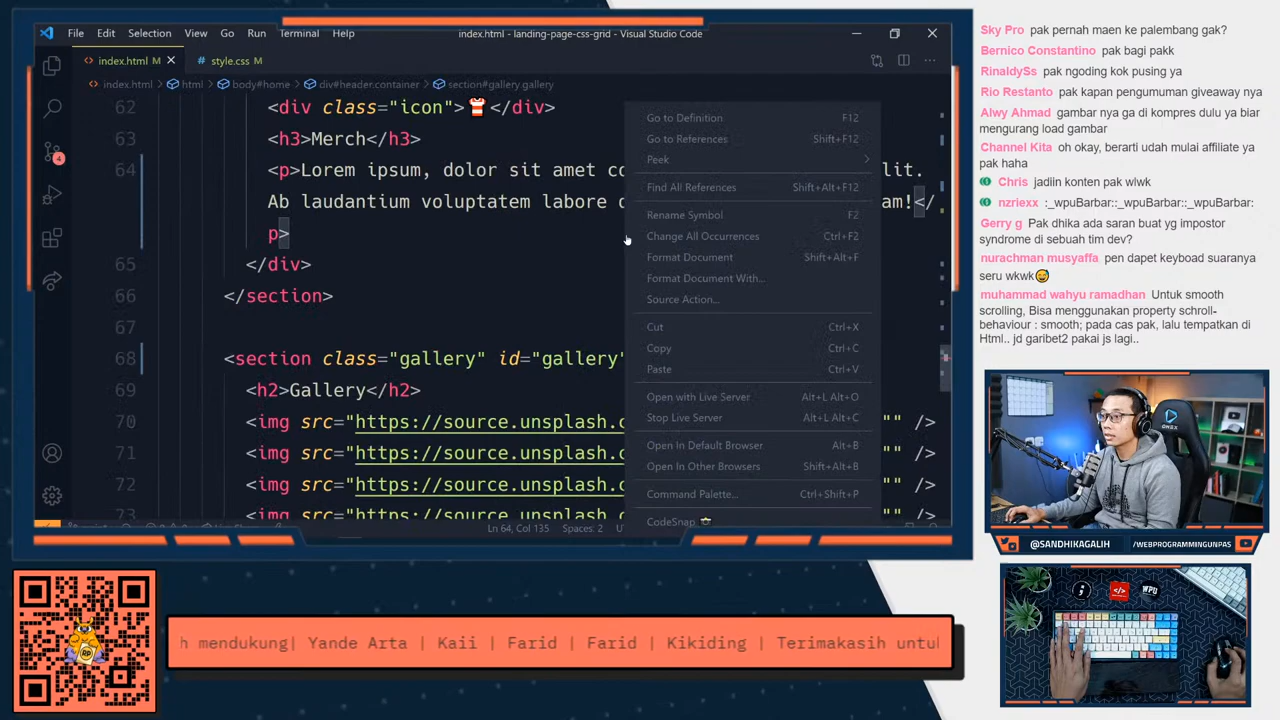 File Edit Selection View Go Run Terminal Help
index.html - landing-page-css-grid - Visual Studio Code
index.html M
style.css M
index.html > html > body#home > div#header.container > section#gallery.gallery
62 <div class="icon">👕</div>
63 <h3>Merch</h3>
64 <p>Lorem ipsum, dolor sit amet co lit.
Ab laudantium voluptatem labore am!</
p>
65 </div>
66 </section>
67
68 <section class="gallery" id="gallery"
69 <h2>Gallery</h2>
70 <img src="https://source.unsplash.c "" />
71 <img src="https://source.unsplash.c "" />
72 <img src="https://source.unsplash.c "" />
73 <img src="https://source.unsplash.c "" />
Go to Definition F12
Go to References Shift+F12
Peek
Find All References Shift+Alt+F12
Rename Symbol F2
Change All Occurrences Ctrl+F2
Format Document Shift+Alt+F
Format Document With...
Source Action...
Cut Ctrl+X
Copy Ctrl+C
Paste Ctrl+V
Open with Live Server Alt+L Alt+O
Stop Live Server Alt+L Alt+C
Open In Default Browser Alt+B
Open In Other Browsers Shift+Alt+B
Command Palette... Ctrl+Shift+P
CodeSnap 📸
4
Ln 64, Col 135 Spaces: 2
Sky Pro pak pernah maen ke palembang gak?
Bernico Constantino pak bagi pakk
RinaldySs pak ngoding kok pusing ya
Rio Restanto pak kapan pengumuman giveaway nya
Alwy Ahmad gambar nya ga di kompres dulu ya biar
mengurang load gambar
Channel Kita oh okay, berarti udah mulai affiliate ya
pak haha
Chris jadiin konten pak wlwk
nzriexx :_wpuBarbar::_wpuBarbar::_wpuBarbar:
Gerry g Pak dhika ada saran buat yg impostor
syndrome di sebuah tim dev?
nurachman musyaffa pen dapet keyboad suaranya
seru wkwk😅
muhammad wahyu ramadhan Untuk smooth
scrolling, Bisa menggunakan property schroll-
behaviour : smooth; pada cas pak, lalu tempatkan di
Html.. jd garibet2 pakai js lagi..
@SANDHIKAGALIH /WEBPROGRAMMINGUNPAS
WPU
RP
h mendukung| Yande Arta | Kaii | Farid | Farid | Kikiding | Terimakasih untu